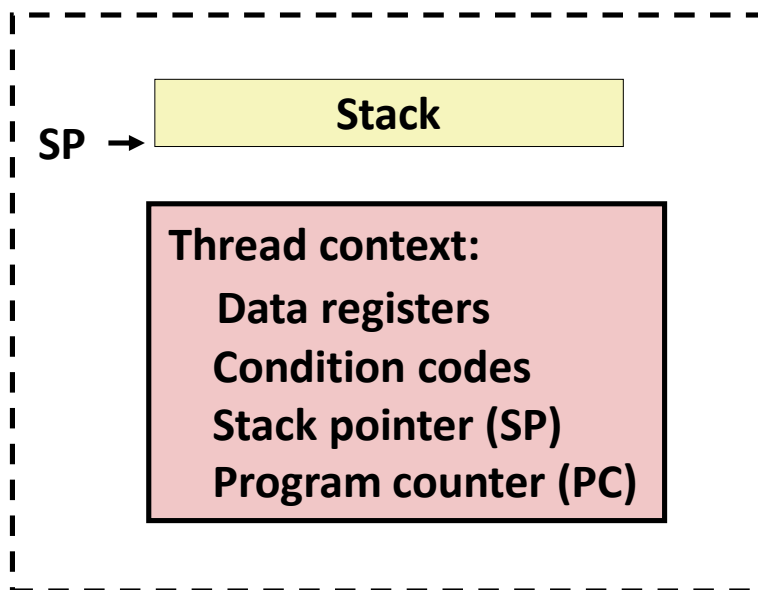 Stack
SP
Thread context:
Data registers
Condition codes
Stack pointer (SP)
Program counter (PC)